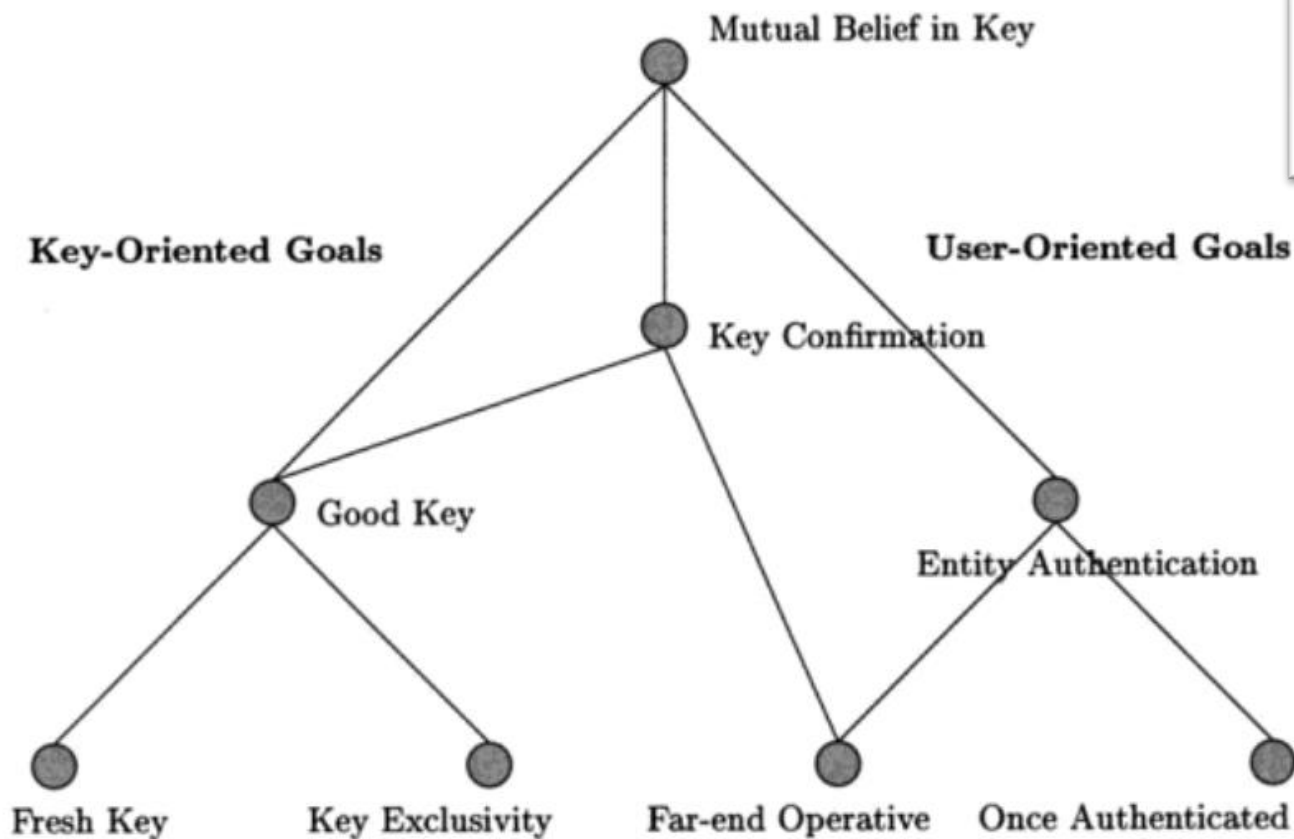 Mutual Belief in Key
Key-Oriented Goals
User-Oriented Goals
Key Confirmation
Good Key
Entity Authentication
Fresh Key
Key Exclusivity
Far-end Operative
Once Authenticated